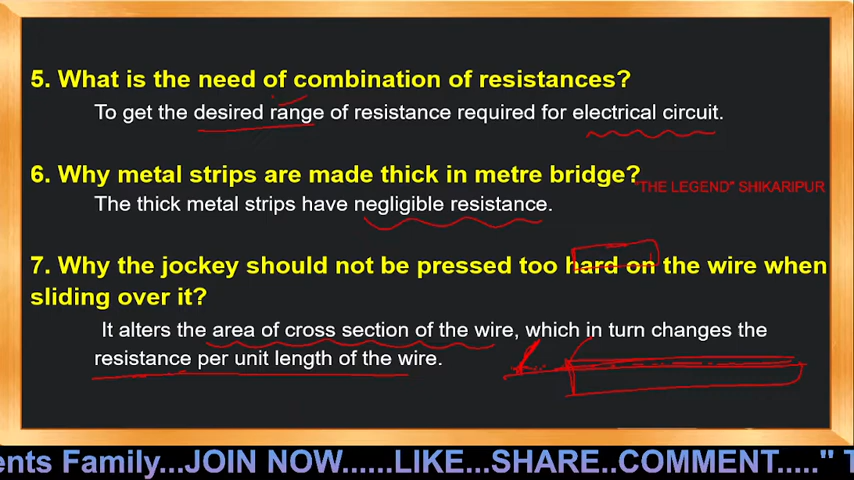 5. What is the need of combination of resistances?
To get the desired range of resistance required for electrical circuit.
6. Why metal strips are made thick in metre bridge?
"THE LEGEND" SHIKARIPUR
The thick metal strips have negligible resistance.
7. Why the jockey should not be pressed too hard on the wire when
sliding over it?
It alters the area of cross section of the wire, which in turn changes the
resistance per unit length of the wire.
ents Family...JOIN NOW......LIKE...SHARE..COMMENT....." T